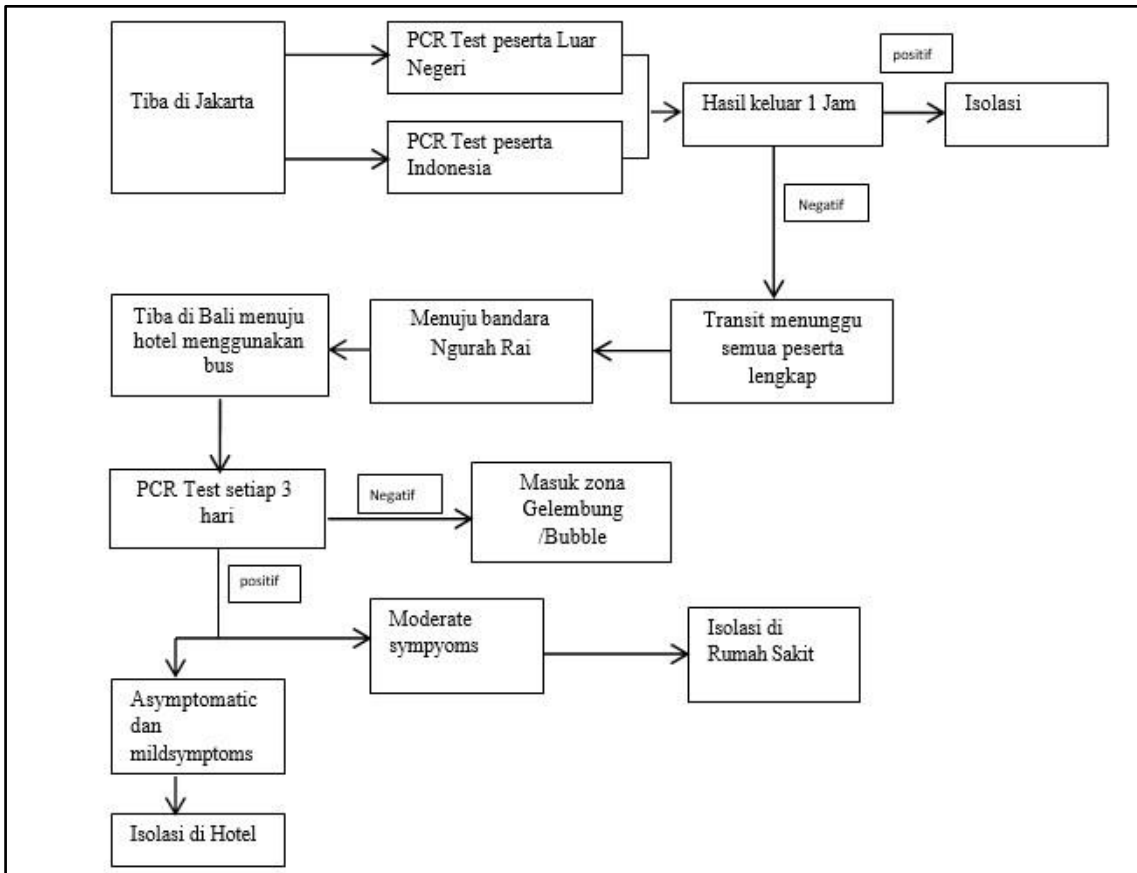 Tiba di Jakarta
PCR Test peserta Luar
Negeri
PCR Test peserta
Indonesia
Hasil keluar 1 Jam
positif
Isolasi
Negatif
Transit menunggu
semua peserta
lengkap
Menuju bandara
Ngurah Rai
Tiba di Bali menuju
hotel menggunakan
bus
PCR Test setiap 3
hari
Negatif
Masuk zona
Gelembung
/Bubble
positif
Moderate
sympyoms
Isolasi di
Rumah Sakit
Asymptomatic
dan
mildsymptoms
Isolasi di Hotel